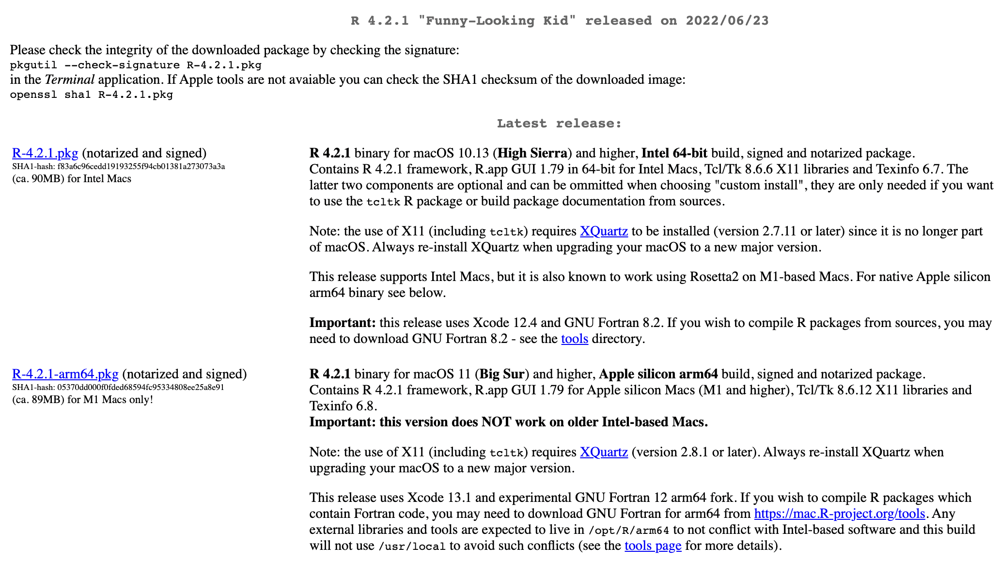 R 4.2.1 "Funny-Looking Kid" released on 2022/06/23
Please check the integrity of the downloaded package by checking the signature:
pkgutil --check-signature R-4.2.1.pkg
in the Terminal application. If Apple tools are not avaiable you can check the SHA1 checksum of the downloaded image:
openssl sha1 R-4.2.1.pkg
Latest release:
R-4.2.1.pkg (notarized and signed)
SHA1-hash: f83a6c96cedd19193255f94cb01381a273073a3a
(ca. 90MB) for Intel Macs
R 4.2.1 binary for macOS 10.13 (High Sierra) and higher, Intel 64-bit build, signed and notarized package.
Contains R 4.2.1 framework, R.app GUI 1.79 in 64-bit for Intel Macs, Tcl/Tk 8.6.6 X11 libraries and Texinfo 6.7. The
latter two components are optional and can be ommitted when choosing "custom install", they are only needed if you want
to use the tcltk R package or build package documentation from sources.
Note: the use of X11 (including tcltk) requires XQuartz to be installed (version 2.7.11 or later) since it is no longer part
of macOS. Always re-install XQuartz when upgrading your macOS to a new major version.
This release supports Intel Macs, but it is also known to work using Rosetta2 on M1-based Macs. For native Apple silicon
arm64 binary see below.
Important: this release uses Xcode 12.4 and GNU Fortran 8.2. If you wish to compile R packages from sources, you may
need to download GNU Fortran 8.2 - see the tools directory.
R-4.2.1-arm64.pkg (notarized and signed)
SHA1-hash: 05370dd000f0fded68594fc95334808ee25a8e91
(ca. 89MB) for M1 Macs only!
R 4.2.1 binary for macOS 11 (Big Sur) and higher, Apple silicon arm64 build, signed and notarized package.
Contains R 4.2.1 framework, R.app GUI 1.79 for Apple silicon Macs (M1 and higher), Tcl/Tk 8.6.12 X11 libraries and
Texinfo 6.8.
Important: this version does NOT work on older Intel-based Macs.
Note: the use of X11 (including tcltk) requires XQuartz (version 2.8.1 or later). Always re-install XQuartz when
upgrading your macOS to a new major version.
This release uses Xcode 13.1 and experimental GNU Fortran 12 arm64 fork. If you wish to compile R packages which
contain Fortran code, you may need to download GNU Fortran for arm64 from https://mac.R-project.org/tools. Any
external libraries and tools are expected to live in /opt/R/arm64 to not conflict with Intel-based software and this build
will not use /usr/local to avoid such conflicts (see the tools page for more details).